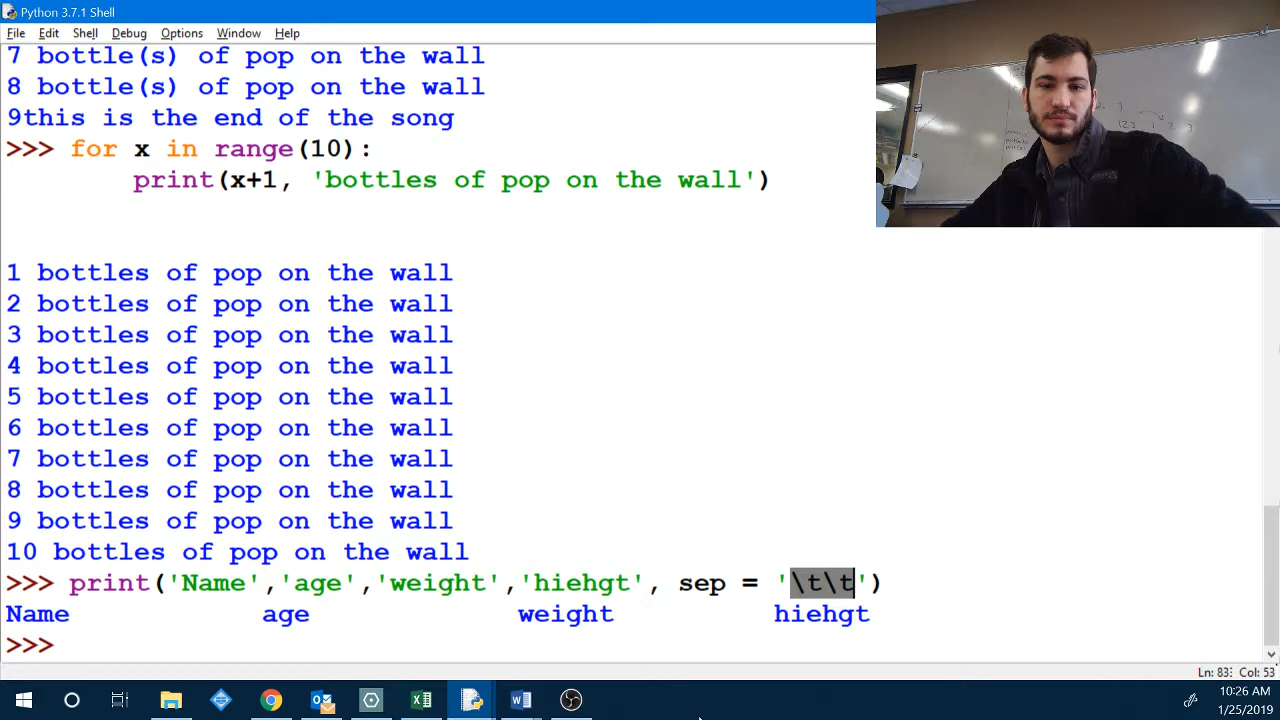 Python 3.7.1 Shell
File Edit Shell Debug Options Window Help
7 bottle(s) of pop on the wall
8 bottle(s) of pop on the wall
9this is the end of the song
>>> for x in range(10):
print(x+1, 'bottles of pop on the wall')
1 bottles of pop on the wall
2 bottles of pop on the wall
3 bottles of pop on the wall
4 bottles of pop on the wall
5 bottles of pop on the wall
6 bottles of pop on the wall
7 bottles of pop on the wall
8 bottles of pop on the wall
9 bottles of pop on the wall
10 bottles of pop on the wall
>>> print('Name','age','weight','hiehgt', sep = '\t\t')
Name age weight hiehgt
>>>
Ln: 83 Col: 53
10:26 AM
1/25/2019